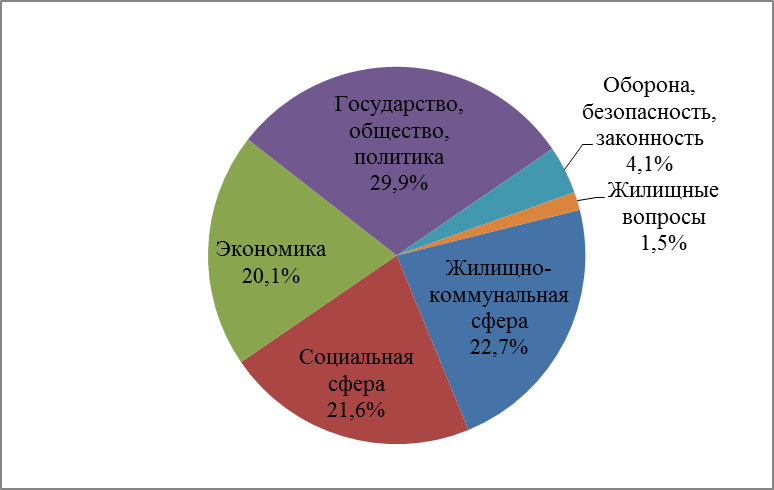 Государство,
общество,
политика
29,9%
Оборона,
безопасность,
законность
4,1%
Жилищные
вопросы
1,5%
Жилищно-
коммунальная
сфера
22,7%
Социальная
сфера
21,6%
Экономика
20,1%